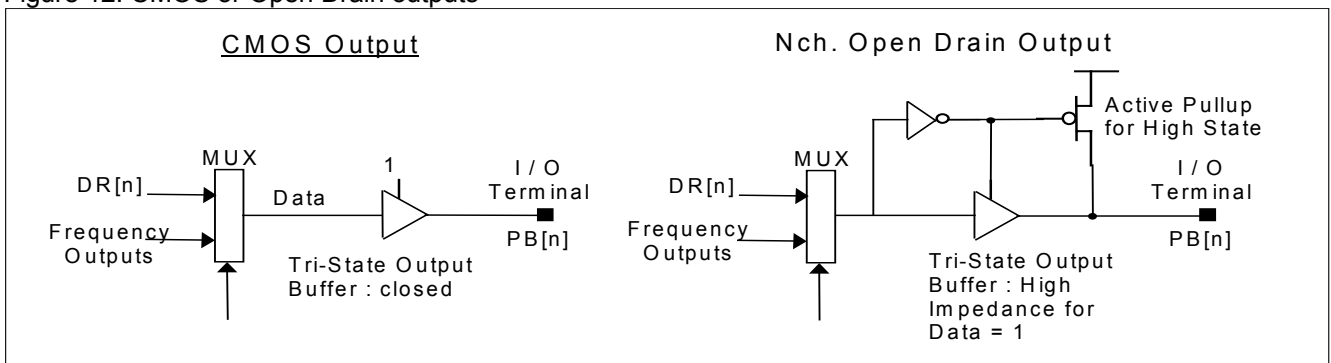 Figure 12. CMOS or Open Drain outputs
CMOS Output
MUX
DR[n]
Frequency
Outputs
Data
1
I / O
Terminal
PB[n]
Tri-State Output
Buffer : closed
Nch. Open Drain Output
Active Pullup
for High State
MUX
DR[n]
Frequency
Outputs
I / O
Terminal
PB[n]
Tri-State Output
Buffer : High
Impedance for
Data = 1